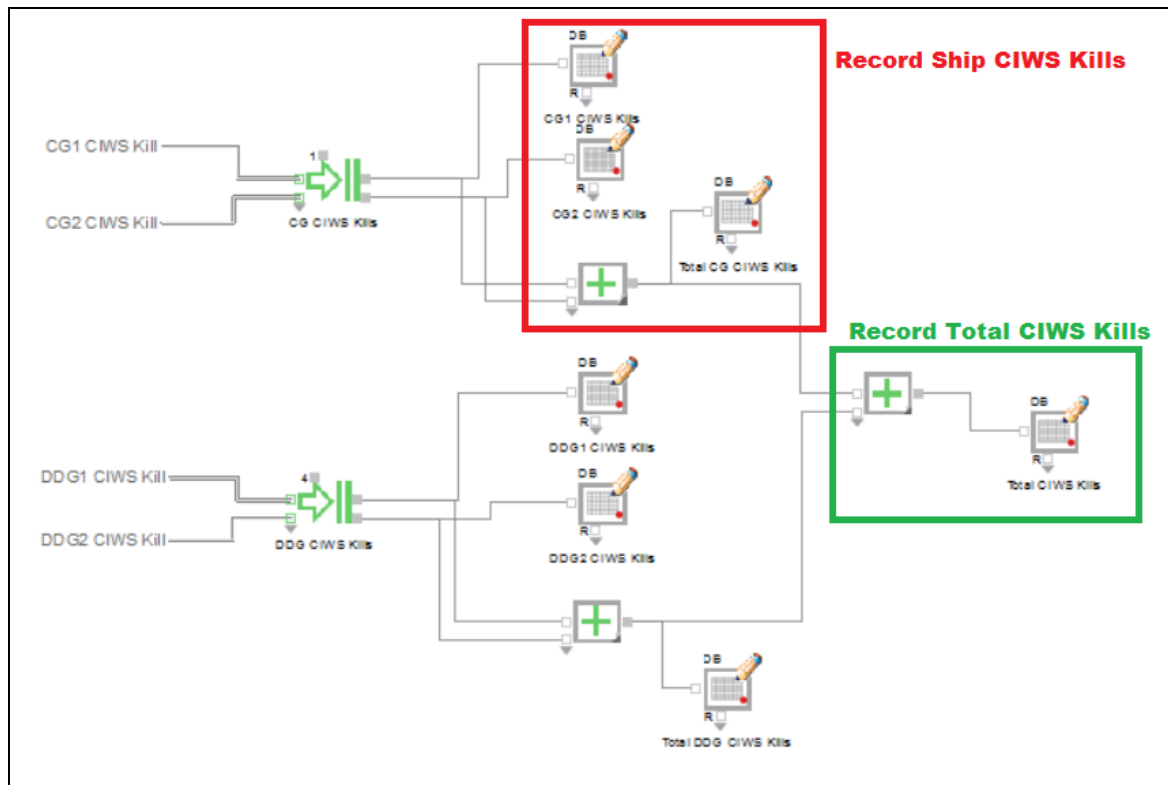 DB
Record Ship CIWS Kills
R
CG1 CIWS Kills
DB
CG1 CIWS Kill
1
R
DB
CG2 CIWS Kill
CG CIWS Kills
CG2 CIWS Kills
R
Total CG CIWS Kills
Record Total CIWS Kills
DB
R
DDG1 CIWS Kills
DB
R
Total CIWS Kills
DDG1 CIWS Kill
4
DB
R
DDG2 CIWS Kill
DDG CIWS Kills
DDG2 CIWS Kills
DB
R
Total DDG CIWS Kills